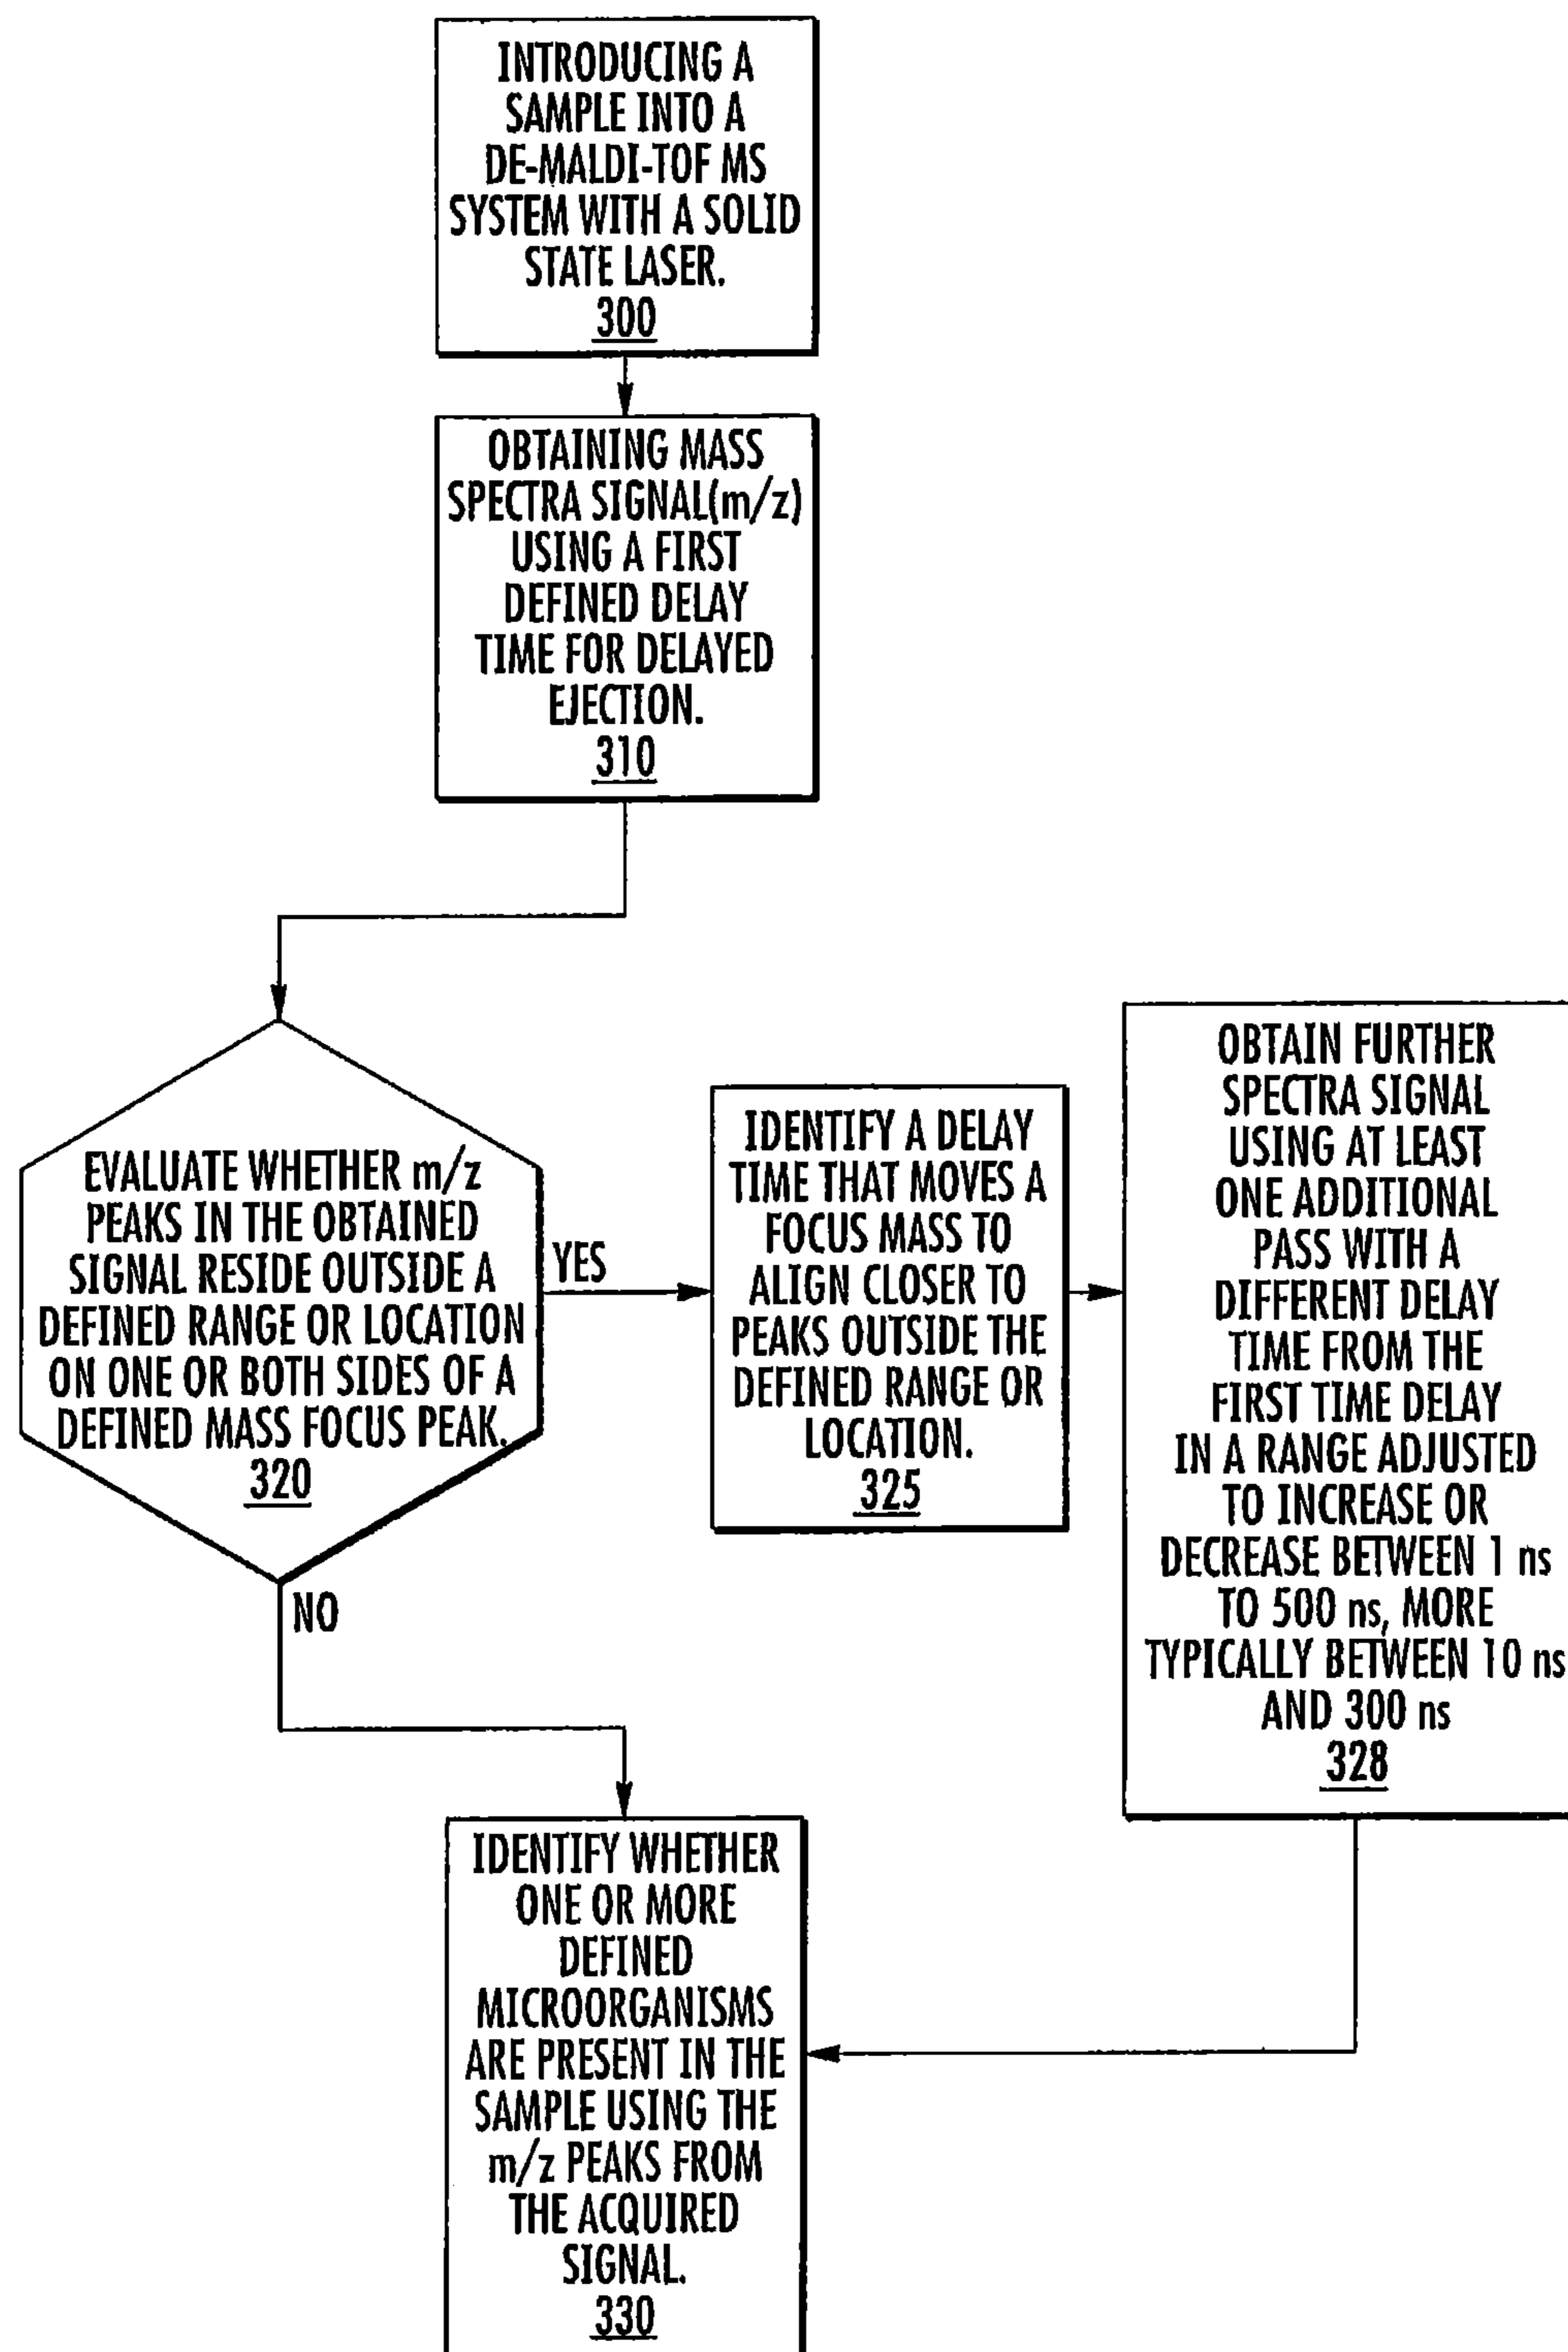 INTRODUCING A
SAMPLE INTO A
DE-MALDI-TOF MS
SYSTEM WITH A SOLID
STATE LASER.
300
OBTAINING MASS
SPECTRA SIGNAL(m/z)
USING A FIRST
DEFINED DELAY
TIME FOR DELAYED
EJECTION.
310
EVALUATE WHETHER m/z
PEAKS IN THE OBTAINED
SIGNAL RESIDE OUTSIDE A
DEFINED RANGE OR LOCATION
ON ONE OR BOTH SIDES OF A
DEFINED MASS FOCUS PEAK.
320
YES
NO
IDENTIFY A DELAY
TIME THAT MOVES A
FOCUS MASS TO
ALIGN CLOSER TO
PEAKS OUTSIDE THE
DEFINED RANGE OR
LOCATION.
325
OBTAIN FURTHER
SPECTRA SIGNAL
USING AT LEAST
ONE ADDITIONAL
PASS WITH A
DIFFERENT DELAY
TIME FROM THE
FIRST TIME DELAY
IN A RANGE ADJUSTED
TO INCREASE OR
DECREASE BETWEEN 1 ns
TO 500 ns, MORE
TYPICALLY BETWEEN 10 ns
AND 300 ns
328
IDENTIFY WHETHER
ONE OR MORE
DEFINED
MICROORGANISMS
ARE PRESENT IN THE
SAMPLE USING THE
m/z PEAKS FROM
THE ACQUIRED
SIGNAL.
330